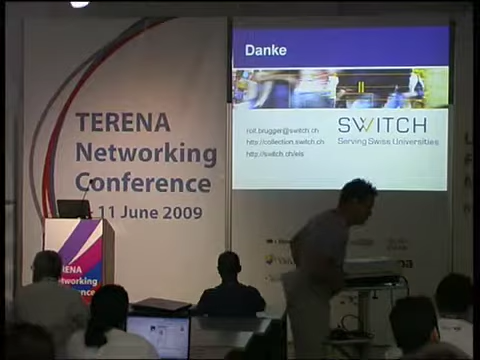 TERENA
Networking
Conference
11 June 2009
Danke
rolf.brugger@switch.ch
http://collection.switch.ch
http://switch.ch/els
SWITCH
Serving Swiss Universities
TERENA
Networking
Conference